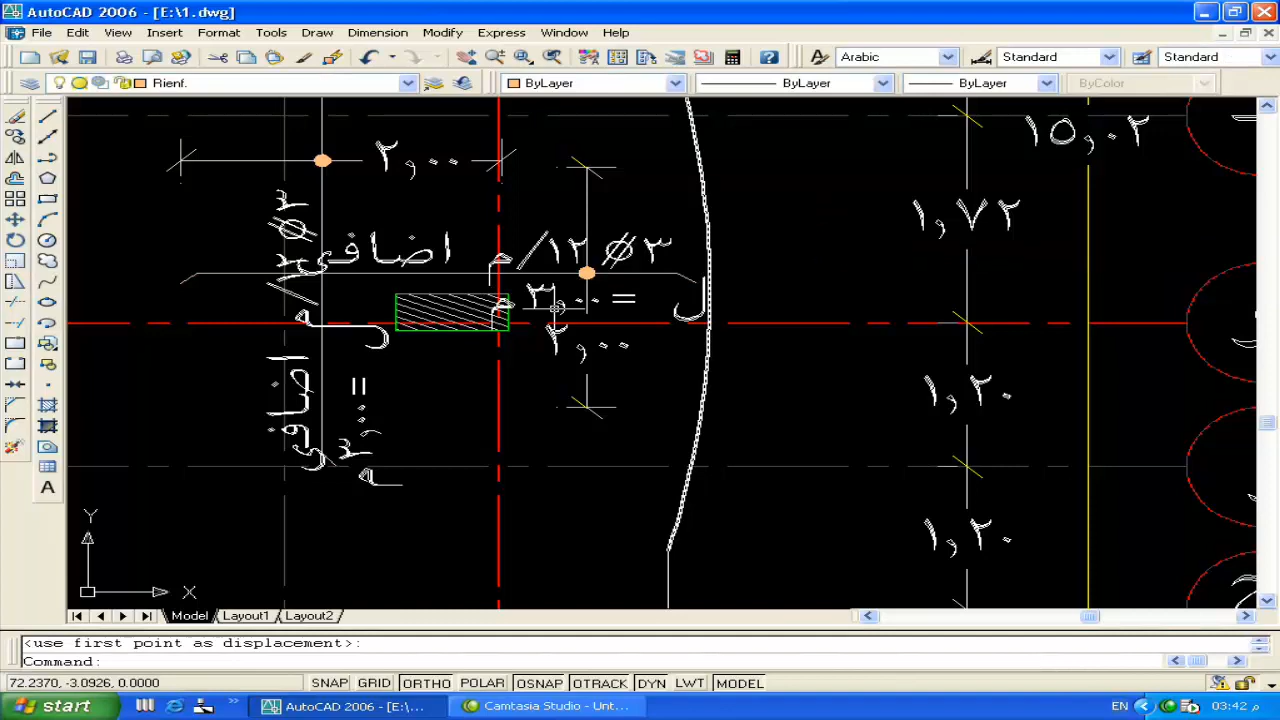 AutoCAD 2006 - [E:\1.dwg]
File Edit View Insert Format Tools Draw Dimension Modify Express Window Help
Arabic Standard Standard
Rienf. ByLayer ByLayer ByLayer ByColor
١٥,٠٢
٢,٠٠
١,٧٢
٣ Ø ١٢/م اضافى
ل = ٣,٠٠ م
٢,٠٠
١,٢٠
١,٢٠
Y
X
A
Model Layout1 Layout2
<use first point as displacement>:
Command:
72.2370, -3.0926, 0.0000 SNAP GRID ORTHO POLAR OSNAP OTRACK DYN LWT MODEL
start AutoCAD 2006 - [E:\... Camtasia Studio - Unt... EN 03:42 م